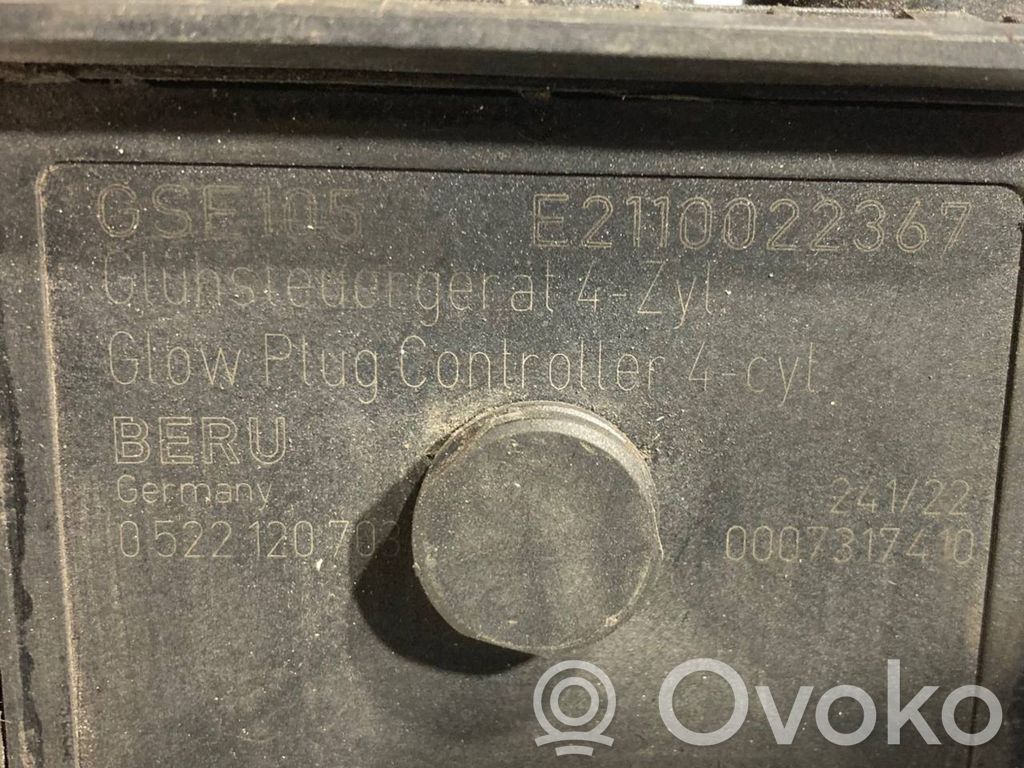 GSE105 E2110022367
Glühsteuergerät 4-Zyl.
Glow Plug Controller 4-cyl
BERU
Germany 241/22
0 522 120 703 0007317410
Ovoko